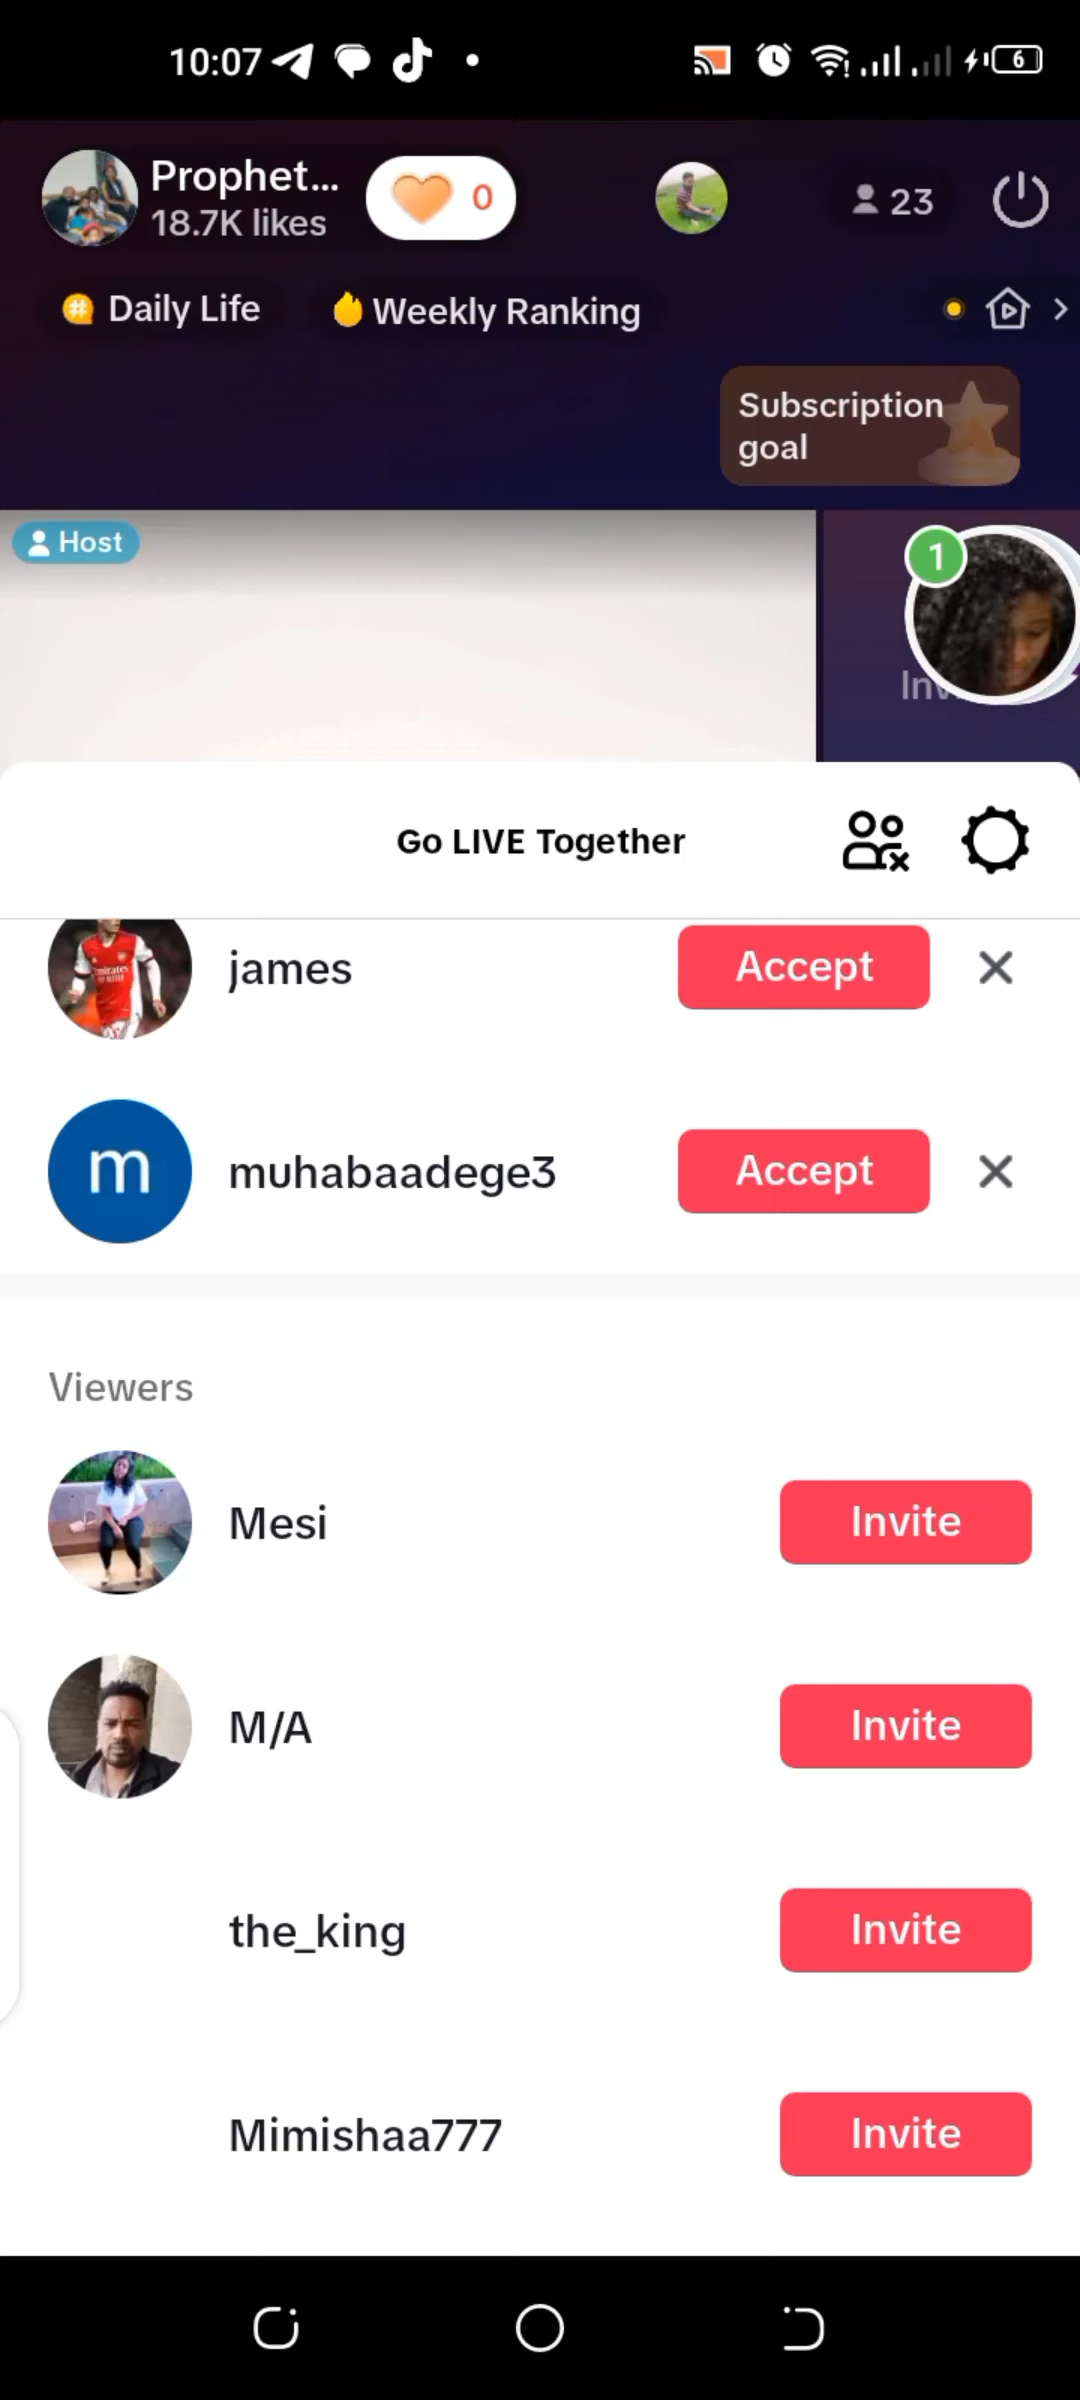 10:07
6
Prophet...
18.7K likes
0
23
Daily Life
Weekly Ranking
Subscription
goal
Host
1
Go LIVE Together
james
Accept
m
muhabaadege3
Accept
Viewers
Mesi
Invite
M/A
Invite
the_king
Invite
Mimishaa777
Invite